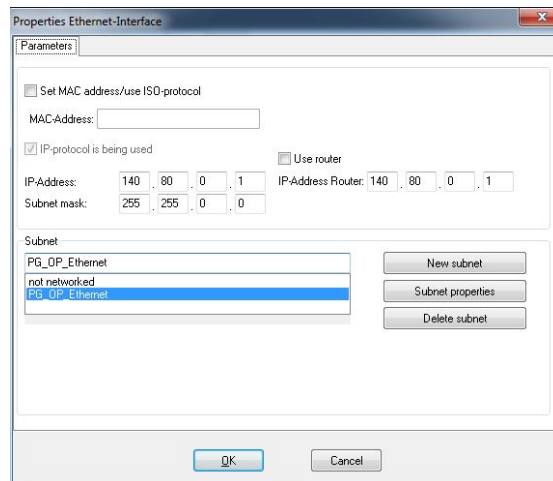 Properties Ethernet-Interface
Parameters
Set MAC address/use ISO-protocol
MAC-Address:
IP-protocol is being used
Use router
IP-Address: 140 . 80 . 0 . 1 IP-Address Router: 140 . 80 . 0 . 1
Subnet mask: 255 . 255 . 0 . 0
Subnet
PG_OP_Ethernet
New subnet
not networked
PG_OP_Ethernet
Subnet properties
Delete subnet
OK Cancel